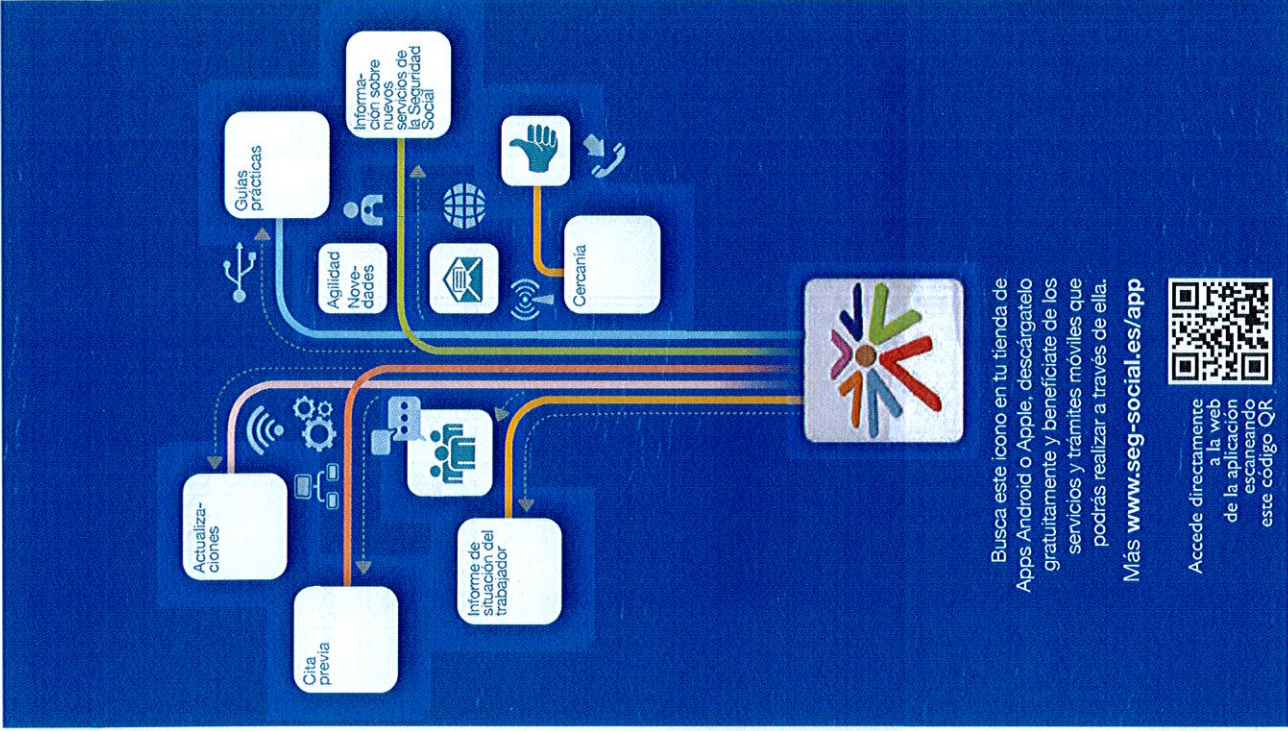 Actualiza-
ciones
Cita
previa
Informe de
situación del
trabajador
Guías
prácticas
Informa-
ción sobre
nuevos
servicios de
la Seguridad
Social
Agilidad
Nove-
dades
Cercanía
Busca este icono en tu tienda de
Apps Android o Apple, descárgatelo
gratuitamente y benefíciate de los
servicios y trámites móviles que
podrás realizar a través de ella.
Más www.seg-social.es/app
Accede directamente
a la web
de la aplicación
escaneando
este código QR